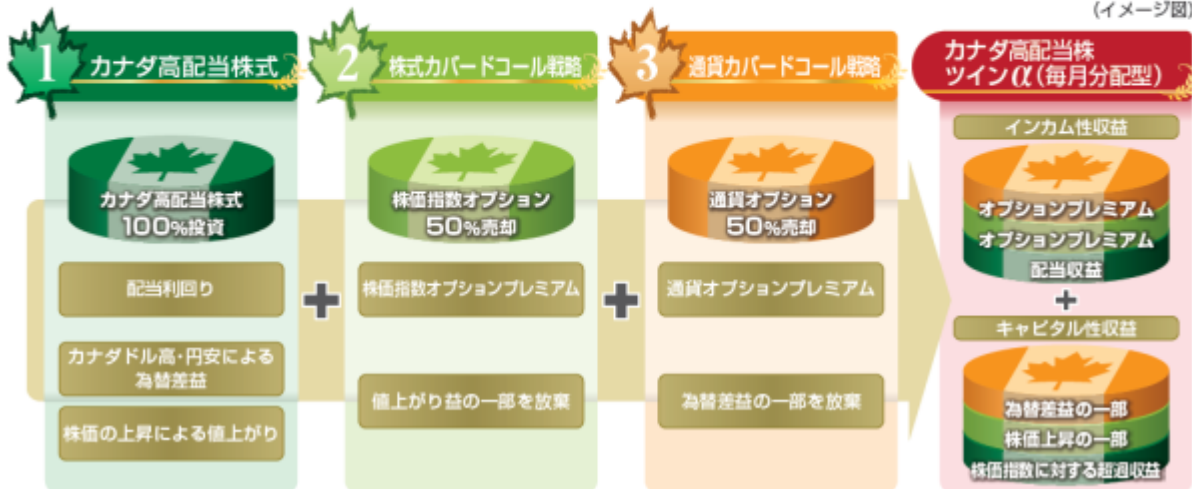 (イメージ図)
1 カナダ高配当株式
カナダ高配当株式
100%投資
配当利回り
カナダドル高・円安による
為替差益
株価の上昇による値上がり
+
2 株式カバードコール戦略
株価指数オプション
50%売却
株価指数オプションプレミアム
値上がり益の一部を放棄
+
3 通貨カバードコール戦略
通貨オプション
50%売却
通貨オプションプレミアム
為替差益の一部を放棄
カナダ高配当株
ツインα(毎月分配型)
インカム性収益
オプションプレミアム
オプションプレミアム
配当収益
+
キャピタル性収益
為替差益の一部
株価上昇の一部
株価指数に対する超過収益